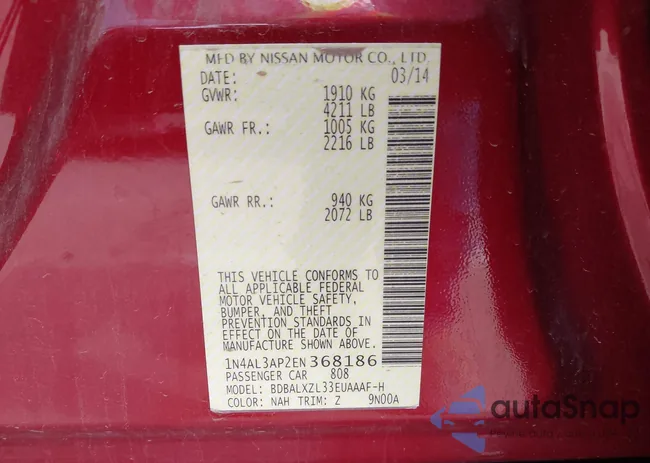 MFD BY NISSAN MOTOR CO., LTD.
DATE: 03/14
GVWR: 1910 KG
4211 LB
GAWR FR.: 1005 KG
2216 LB
GAWR RR.: 940 KG
2072 LB
THIS VEHICLE CONFORMS TO
ALL APPLICABLE FEDERAL
MOTOR VEHICLE SAFETY,
BUMPER, AND THEFT
PREVENTION STANDARDS IN
EFFECT ON THE DATE OF
MANUFACTURE SHOWN ABOVE.
1N4AL3AP2EN368186
PASSENGER CAR 808
MODEL: BDBALXZL33EUAAAF-H
COLOR: NAH TRIM: Z 9N00A
autoSnap